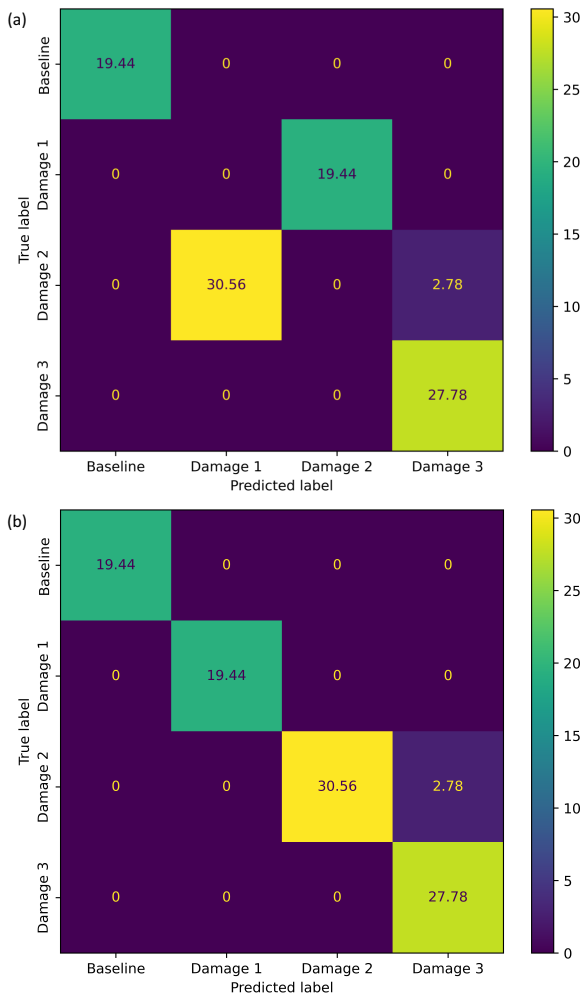 (a)
Baseline 19.44 0 0 0
Damage 1 0 0 19.44 0
Damage 2 0 30.56 0 2.78
Damage 3 0 0 0 27.78
True label
Baseline Damage 1 Damage 2 Damage 3
Predicted label
30
25
20
15
10
5
0
(b)
Baseline 19.44 0 0 0
Damage 1 0 19.44 0 0
Damage 2 0 0 30.56 2.78
Damage 3 0 0 0 27.78
True label
Baseline Damage 1 Damage 2 Damage 3
Predicted label
30
25
20
15
10
5
0